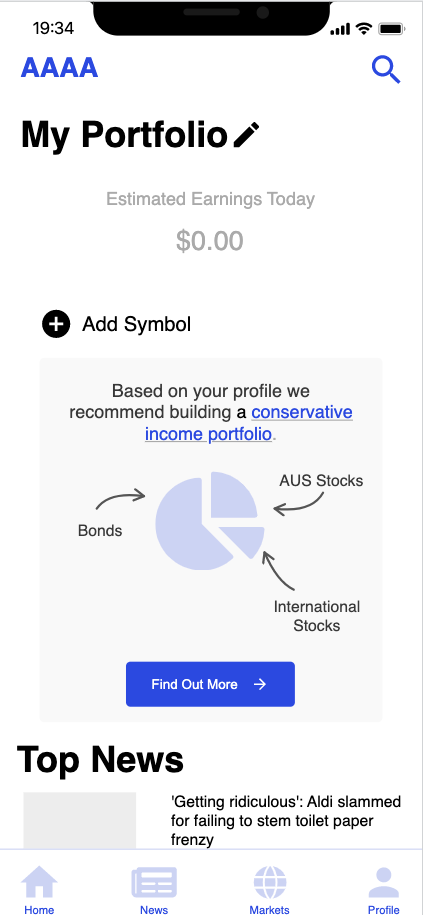 19:34
AAAA
My Portfolio
Estimated Earnings Today
$0.00
Add Symbol
Based on your profile we
recommend building a conservative
income portfolio.
AUS Stocks
Bonds
International
Stocks
Find Out More
Top News
'Getting ridiculous': Aldi slammed
for failing to stem toilet paper
frenzy
Home News Markets Profile